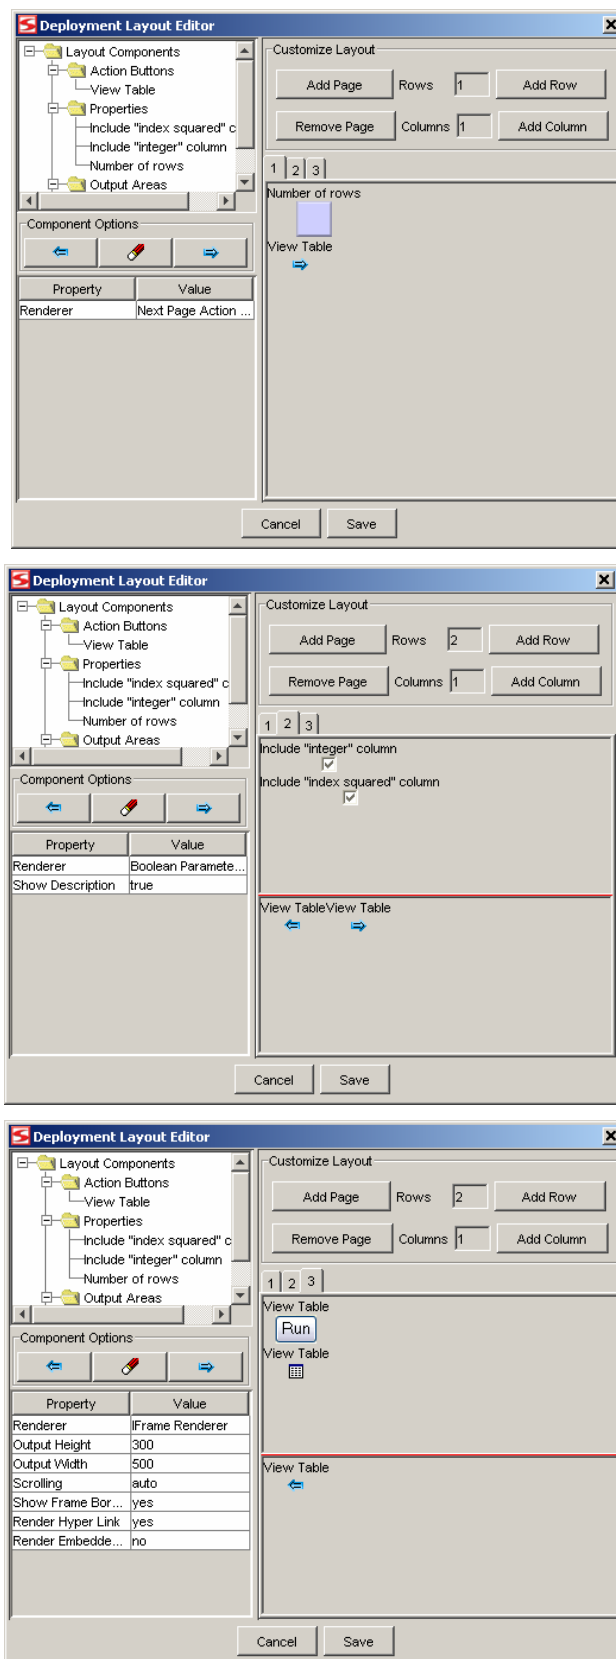 Deployment Layout Editor
Layout Components
Action Buttons
View Table
Properties
Include "index squared" c
Include "integer" column
Number of rows
Output Areas
Component Options
Property Value
Renderer Next Page Action ...
Customize Layout
Add Page Rows 1 Add Row
Remove Page Columns 1 Add Column
1 2 3
Number of rows
View Table
Cancel Save
Deployment Layout Editor
Layout Components
Action Buttons
View Table
Properties
Include "index squared" c
Include "integer" column
Number of rows
Output Areas
Component Options
Property Value
Renderer Boolean Paramete...
Show Description true
Customize Layout
Add Page Rows 2 Add Row
Remove Page Columns 1 Add Column
1 2 3
Include "integer" column
Include "index squared" column
View TableView Table
Cancel Save
Deployment Layout Editor
Layout Components
Action Buttons
View Table
Properties
Include "index squared" c
Include "integer" column
Number of rows
Output Areas
Component Options
Property Value
Renderer IFrame Renderer
Output Height 300
Output Width 500
Scrolling auto
Show Frame Bor... yes
Render Hyper Link yes
Render Embedde... no
Customize Layout
Add Page Rows 2 Add Row
Remove Page Columns 1 Add Column
1 2 3
View Table
Run
View Table
View Table
Cancel Save